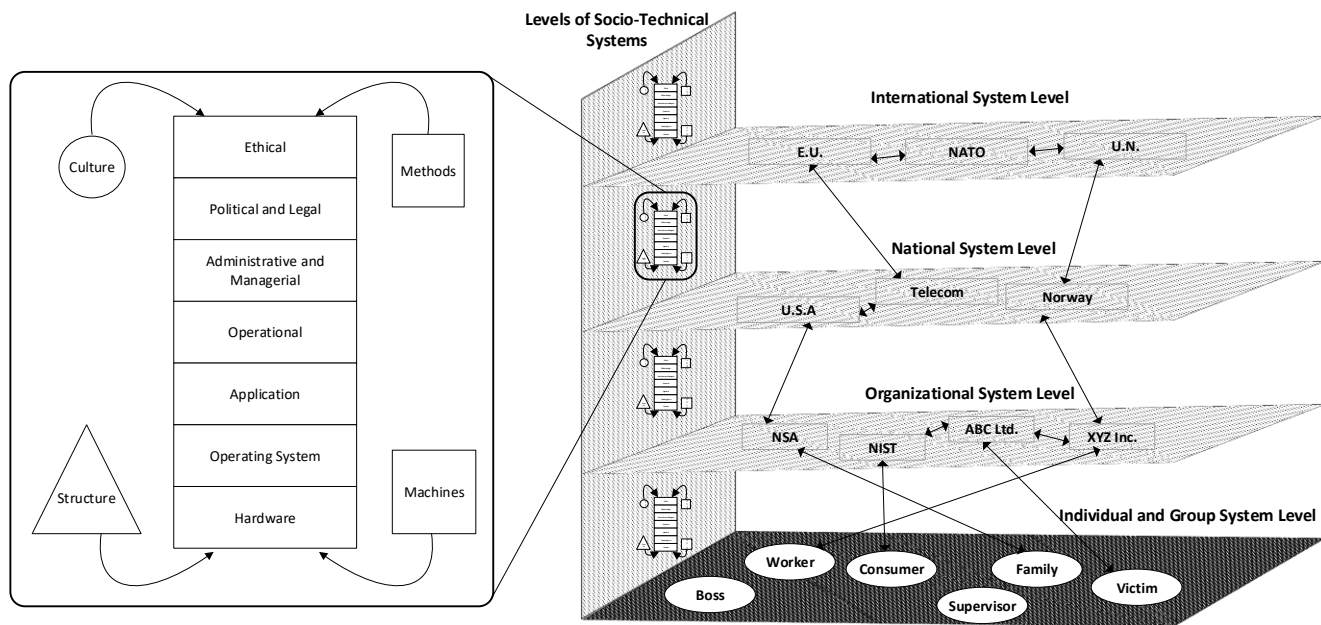 Levels of Socio-Technical
Systems
Culture
Methods
Ethical
Political and Legal
Administrative and
Managerial
Operational
Application
Operating System
Hardware
Structure
Machines
International System Level
E.U.
NATO
U.N.
National System Level
U.S.A
Telecom
Norway
Organizational System Level
NSA
NIST
ABC Ltd.
XYZ Inc.
Individual and Group System Level
Boss
Worker
Consumer
Supervisor
Family
Victim